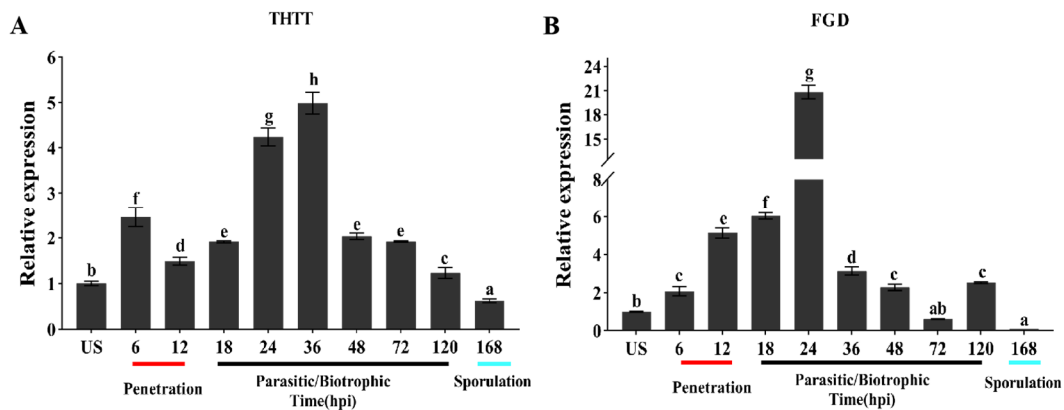 A
THTT
Relative expression
6
5
4
3
2
1
0
b
f
d
e
g
h
e
e
c
a
US 6 12 18 24 36 48 72 120 168
Penetration
Parasitic/Biotrophic
Sporulation
Time(hpi)
B
FGD
Relative expression
24
21
18
15
8
6
4
2
0
b
c
e
f
g
d
c
ab
c
a
US 6 12 18 24 36 48 72 120 168
Penetration
Parasitic/Biotrophic
Sporulation
Time(hpi)